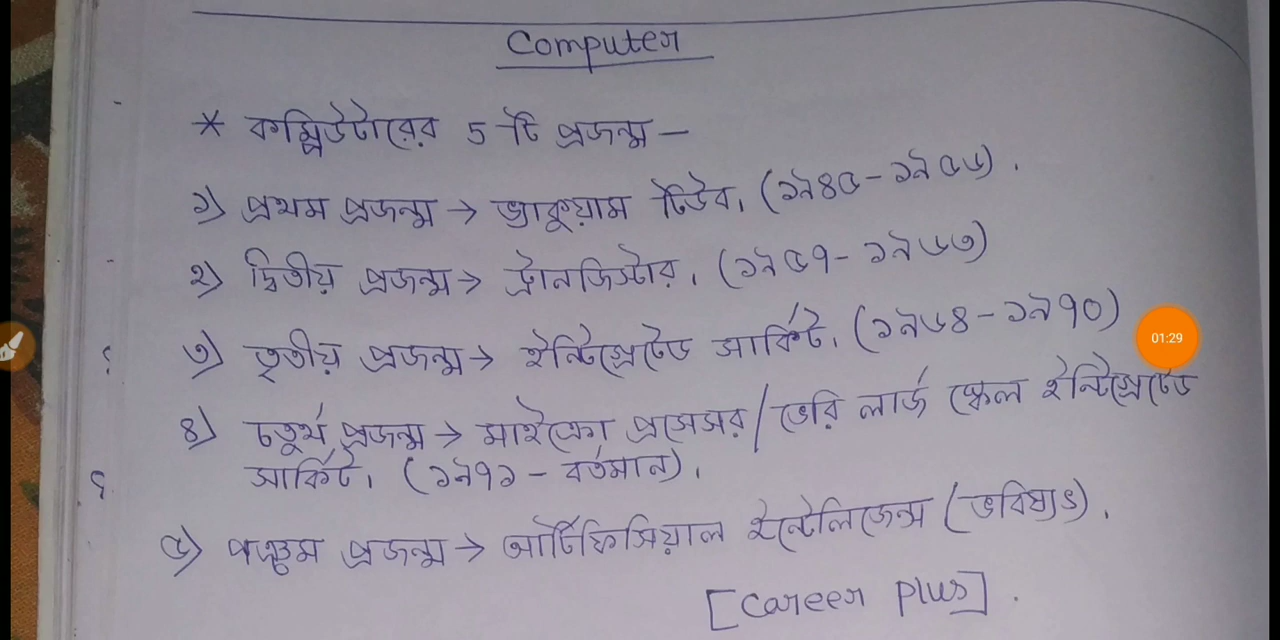 Computer
* কম্পিউটারের 5 টি প্রজন্ম —
১) প্রথম প্রজন্ম → ভ্যাকুয়াম টিউব। (১৯৪৫ - ১৯৫৬).
২) দ্বিতীয় প্রজন্ম → ট্রানজিস্টার। (১৯৫৭ - ১৯৬৩)
৩) তৃতীয় প্রজন্ম → ইন্টিগ্রেটেড সার্কিট। (১৯৬৪ - ১৯৭০)
01:29
৪) চতুর্থ প্রজন্ম → মাইক্রো প্রসেসর / ভেরি লার্জ স্কেল ইন্টিগ্রেটেড
সার্কিট। (১৯৭১ - বর্তমান)।
৫) পঞ্চম প্রজন্ম → আর্টিফিসিয়াল ইন্টেলিজেন্স (ভবিষ্যৎ).
[Career Plus].